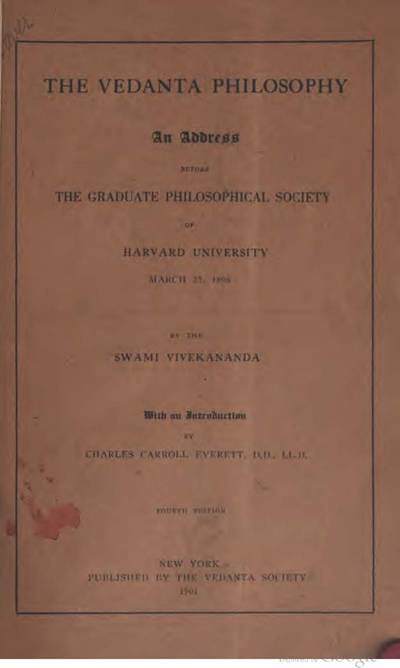 THE VEDANTA PHILOSOPHY
An Address
BEFORE
THE GRADUATE PHILOSOPHICAL SOCIETY
OF
HARVARD UNIVERSITY
MARCH 25, 1896
BY THE
SWAMI VIVEKANANDA
With an Introduction
BY
CHARLES CARROLL EVERETT, D.D., LL.D.
FOURTH EDITION
NEW YORK
PUBLISHED BY THE VEDANTA SOCIETY
1901
Google